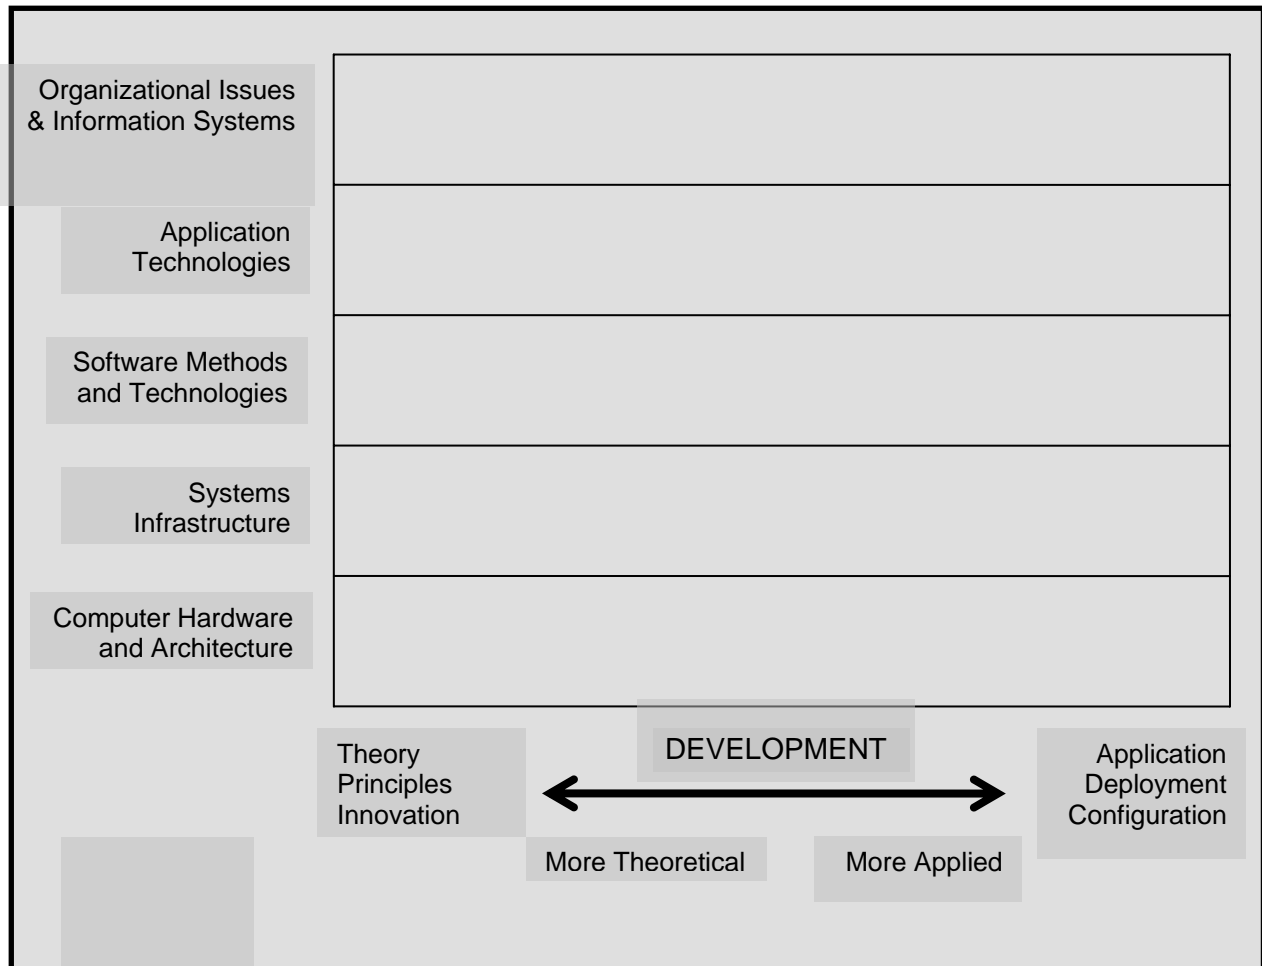 Organizational Issues
& Information Systems
Application
Technologies
Software Methods
and Technologies
Systems
Infrastructure
Computer Hardware
and Architecture
Theory
Principles
Innovation
DEVELOPMENT
Application
Deployment
Configuration
More Theoretical
More Applied